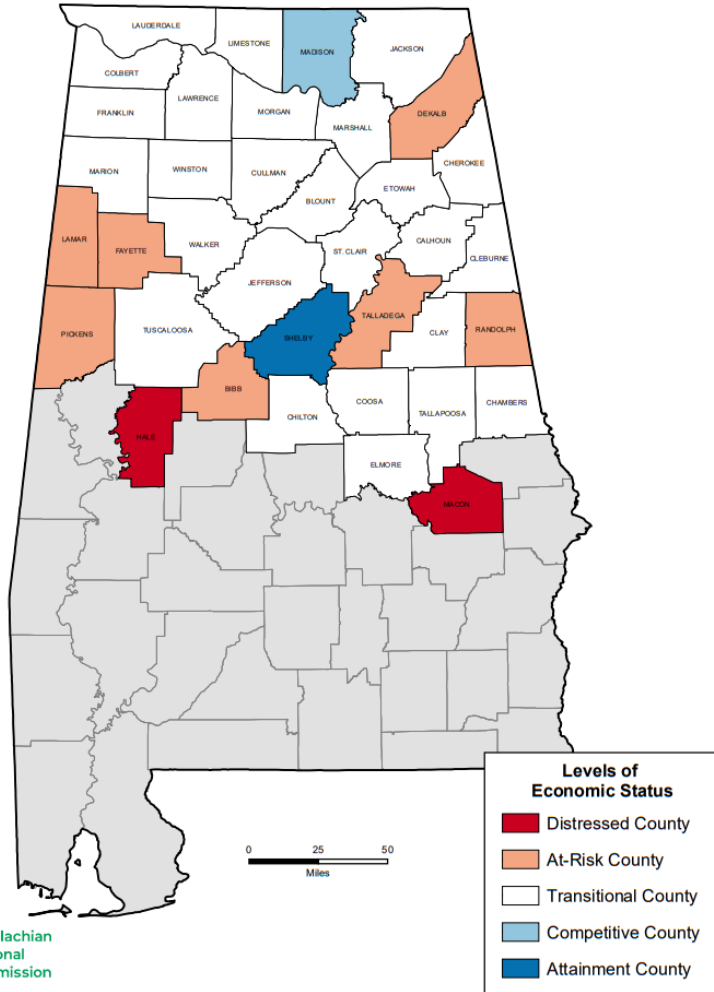 LAUDERDALE
LIMESTONE
MADISON
JACKSON
COLBERT
LAWRENCE
FRANKLIN
MORGAN
MARSHALL
DEKALB
MARION
WINSTON
CULLMAN
CHEROKEE
ETOWAH
BLOUNT
LAMAR
FAYETTE
WALKER
ST. CLAIR
CALHOUN
CLEBURNE
JEFFERSON
PICKENS
TUSCALOOSA
SHELBY
TALLADEGA
CLAY
RANDOLPH
BIBB
CHILTON
COOSA
TALLAPOOSA
CHAMBERS
HALE
ELMORE
MACON
Levels of
Economic Status
Distressed County
At-Risk County
Transitional County
Competitive County
Attainment County
0 25 50
Miles
lachian
onal
mission